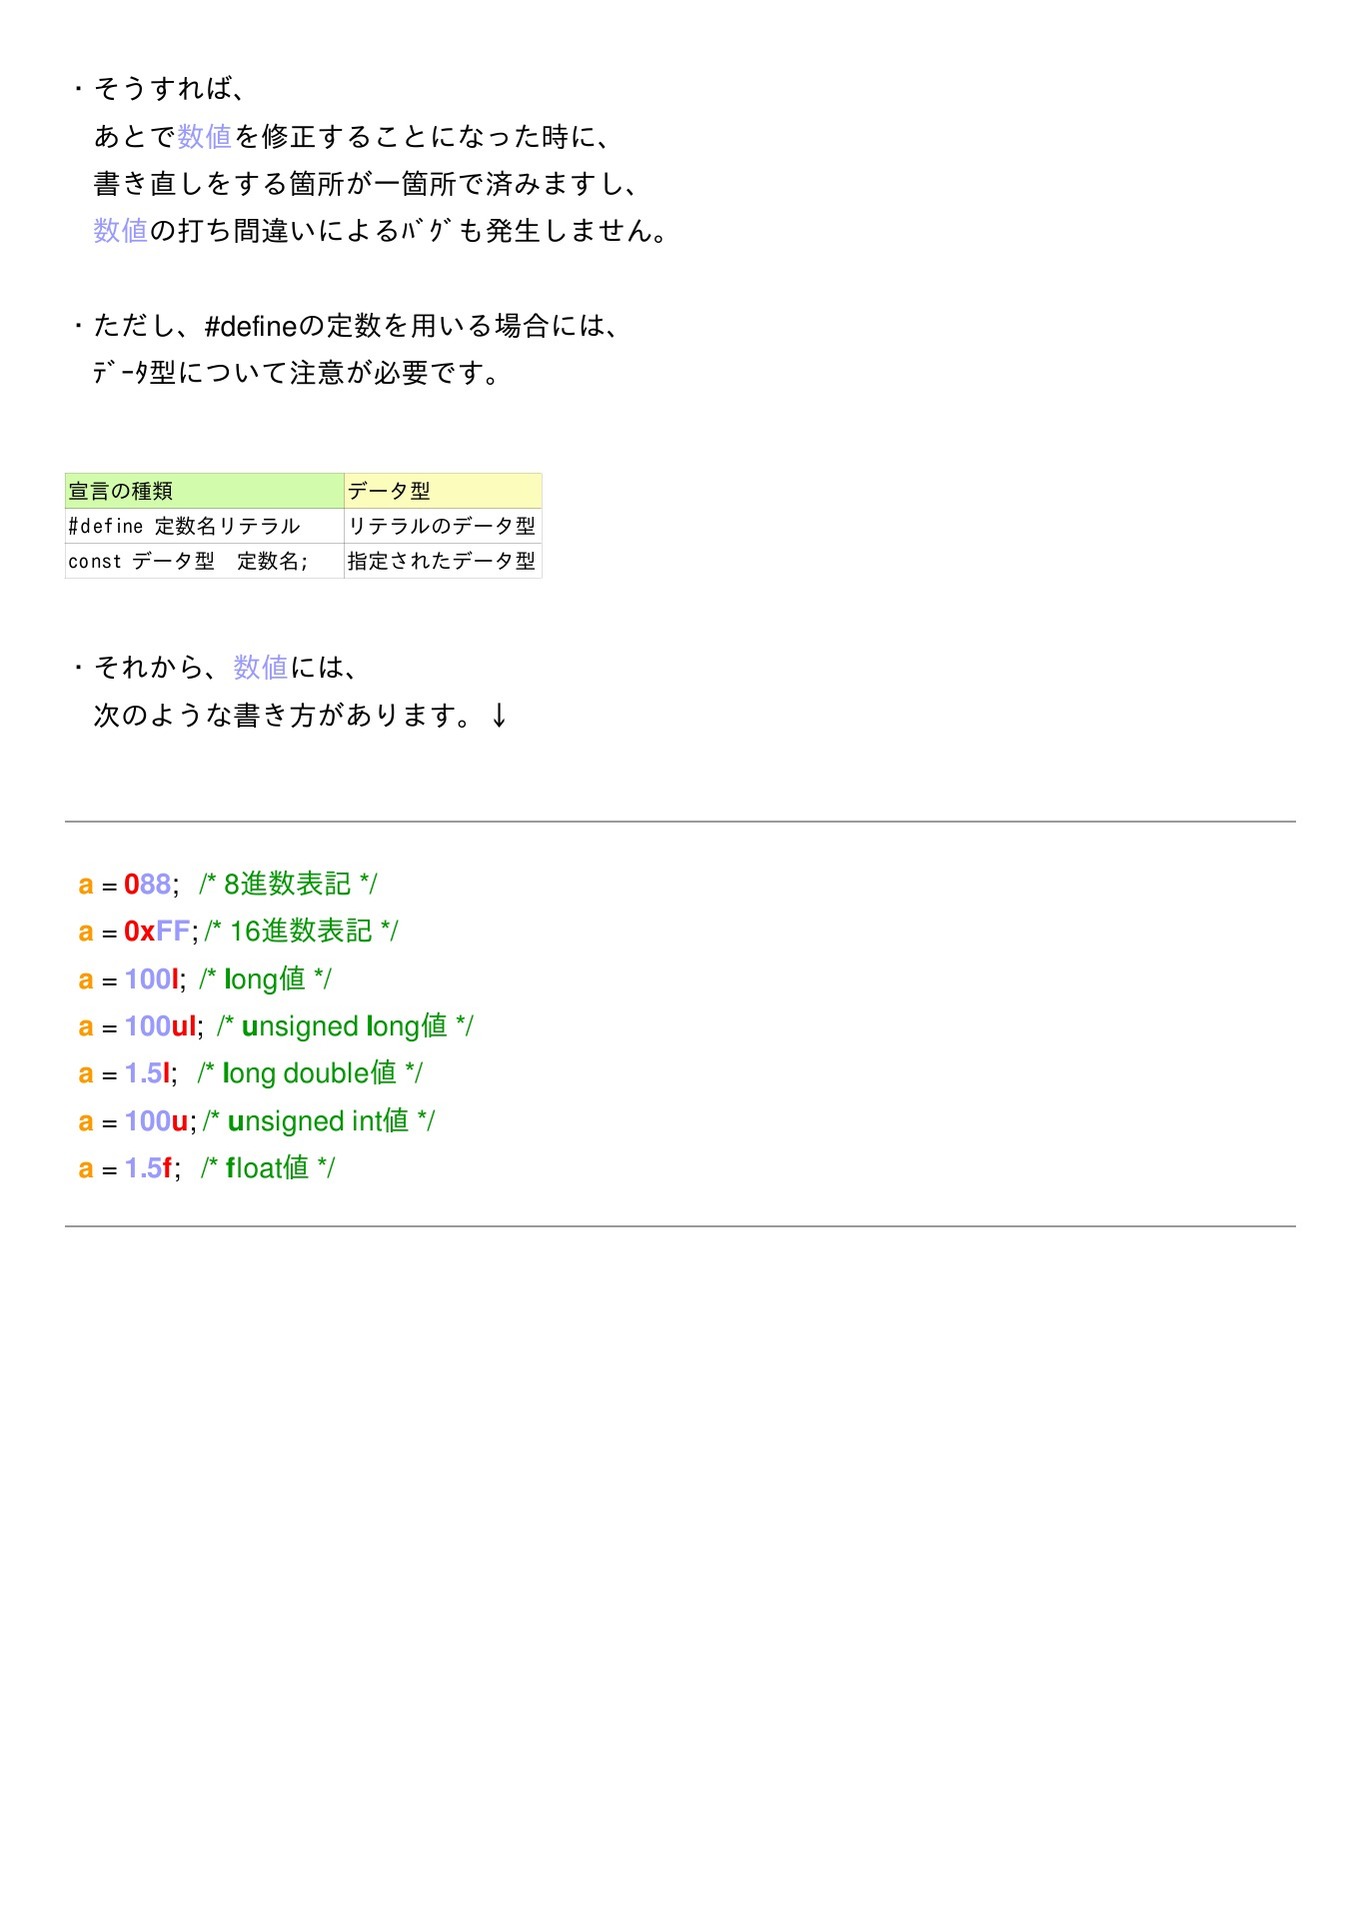 ・そうすれば、
あとで数値を修正することになった時に、
書き直しをする箇所が一箇所で済みますし、
数値の打ち間違いによるﾊﾞｸﾞも発生しません。
・ただし、#defineの定数を用いる場合には、
ﾃﾞｰﾀ型について注意が必要です。
宣言の種類 データ型
#define 定数名リテラル リテラルのデータ型
const データ型　定数名; 指定されたデータ型
・それから、数値には、
次のような書き方があります。↓
a = 088; /* 8進数表記 */
a = 0xFF; /* 16進数表記 */
a = 100l; /* long値 */
a = 100ul; /* unsigned long値 */
a = 1.5l; /* long double値 */
a = 100u; /* unsigned int値 */
a = 1.5f; /* float値 */